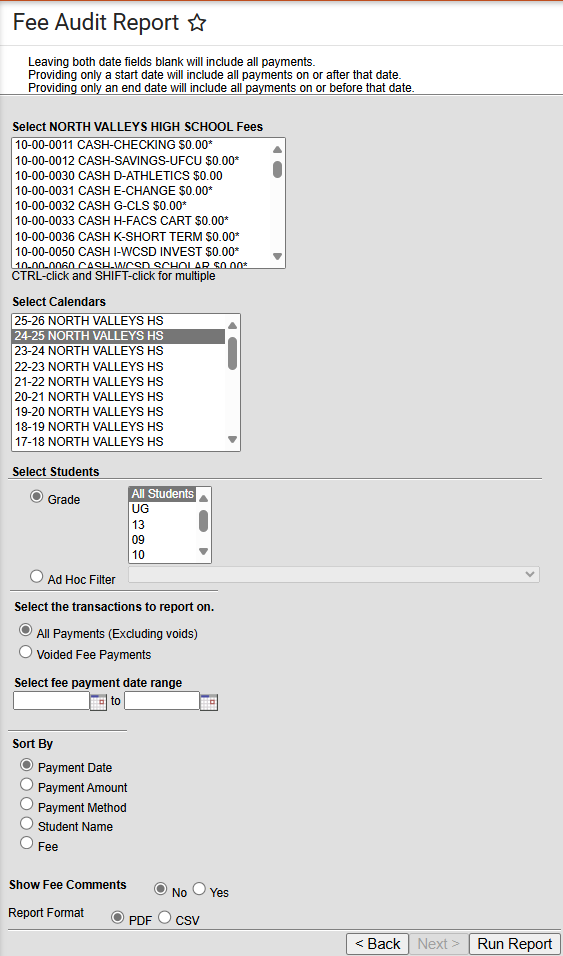 Fee Audit Report
Leaving both date fields blank will include all payments.
Providing only a start date will include all payments on or after that date.
Providing only an end date will include all payments on or before that date.
Select NORTH VALLEYS HIGH SCHOOL Fees
10-00-0011 CASH-CHECKING $0.00*
10-00-0012 CASH-SAVINGS-UFCU $0.00*
10-00-0030 CASH D-ATHLETICS $0.00
10-00-0031 CASH E-CHANGE $0.00*
10-00-0032 CASH G-CLS $0.00*
10-00-0033 CASH H-FACS CART $0.00*
10-00-0036 CASH K-SHORT TERM $0.00*
10-00-0050 CASH I-WCSD INVEST $0.00*
10-00-0060 CASH-WCSD SCHOLAR $0.00*
CTRL-click and SHIFT-click for multiple
Select Calendars
25-26 NORTH VALLEYS HS
24-25 NORTH VALLEYS HS
23-24 NORTH VALLEYS HS
22-23 NORTH VALLEYS HS
21-22 NORTH VALLEYS HS
20-21 NORTH VALLEYS HS
19-20 NORTH VALLEYS HS
18-19 NORTH VALLEYS HS
17-18 NORTH VALLEYS HS
Select Students
Grade
All Students
UG
13
09
10
Ad Hoc Filter
Select the transactions to report on.
All Payments (Excluding voids)
Voided Fee Payments
Select fee payment date range
to
Sort By
Payment Date
Payment Amount
Payment Method
Student Name
Fee
Show Fee Comments No Yes
Report Format PDF CSV
< Back Next > Run Report